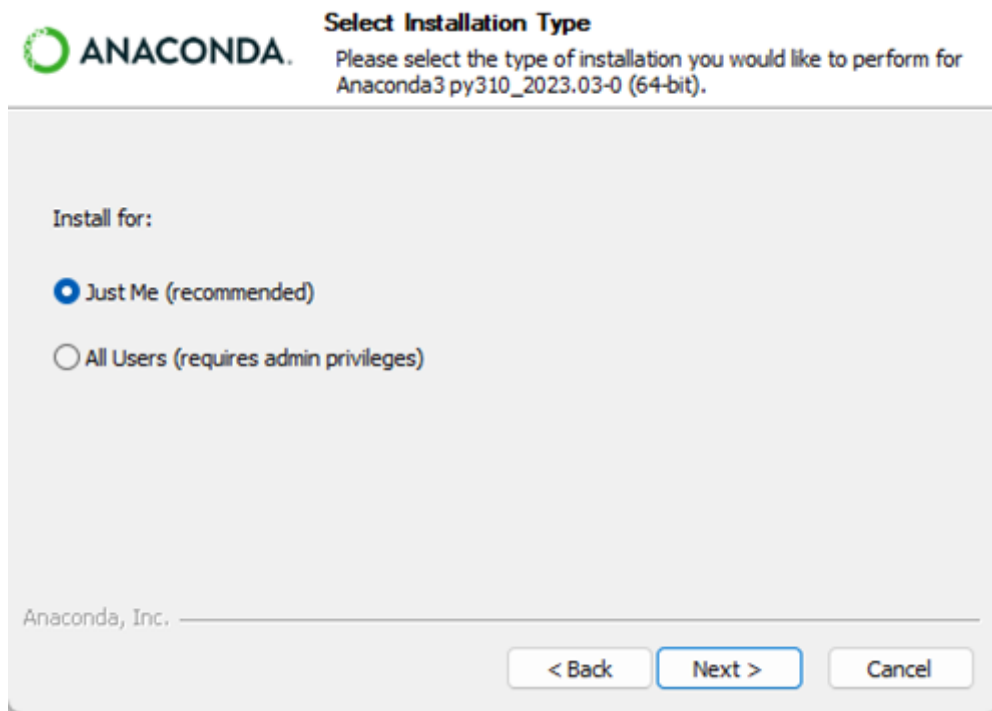 ANACONDA.
Select Installation Type
Please select the type of installation you would like to perform for
Anaconda3 py310_2023.03-0 (64-bit).
Install for:
Just Me (recommended)
All Users (requires admin privileges)
Anaconda, Inc.
< Back
Next >
Cancel